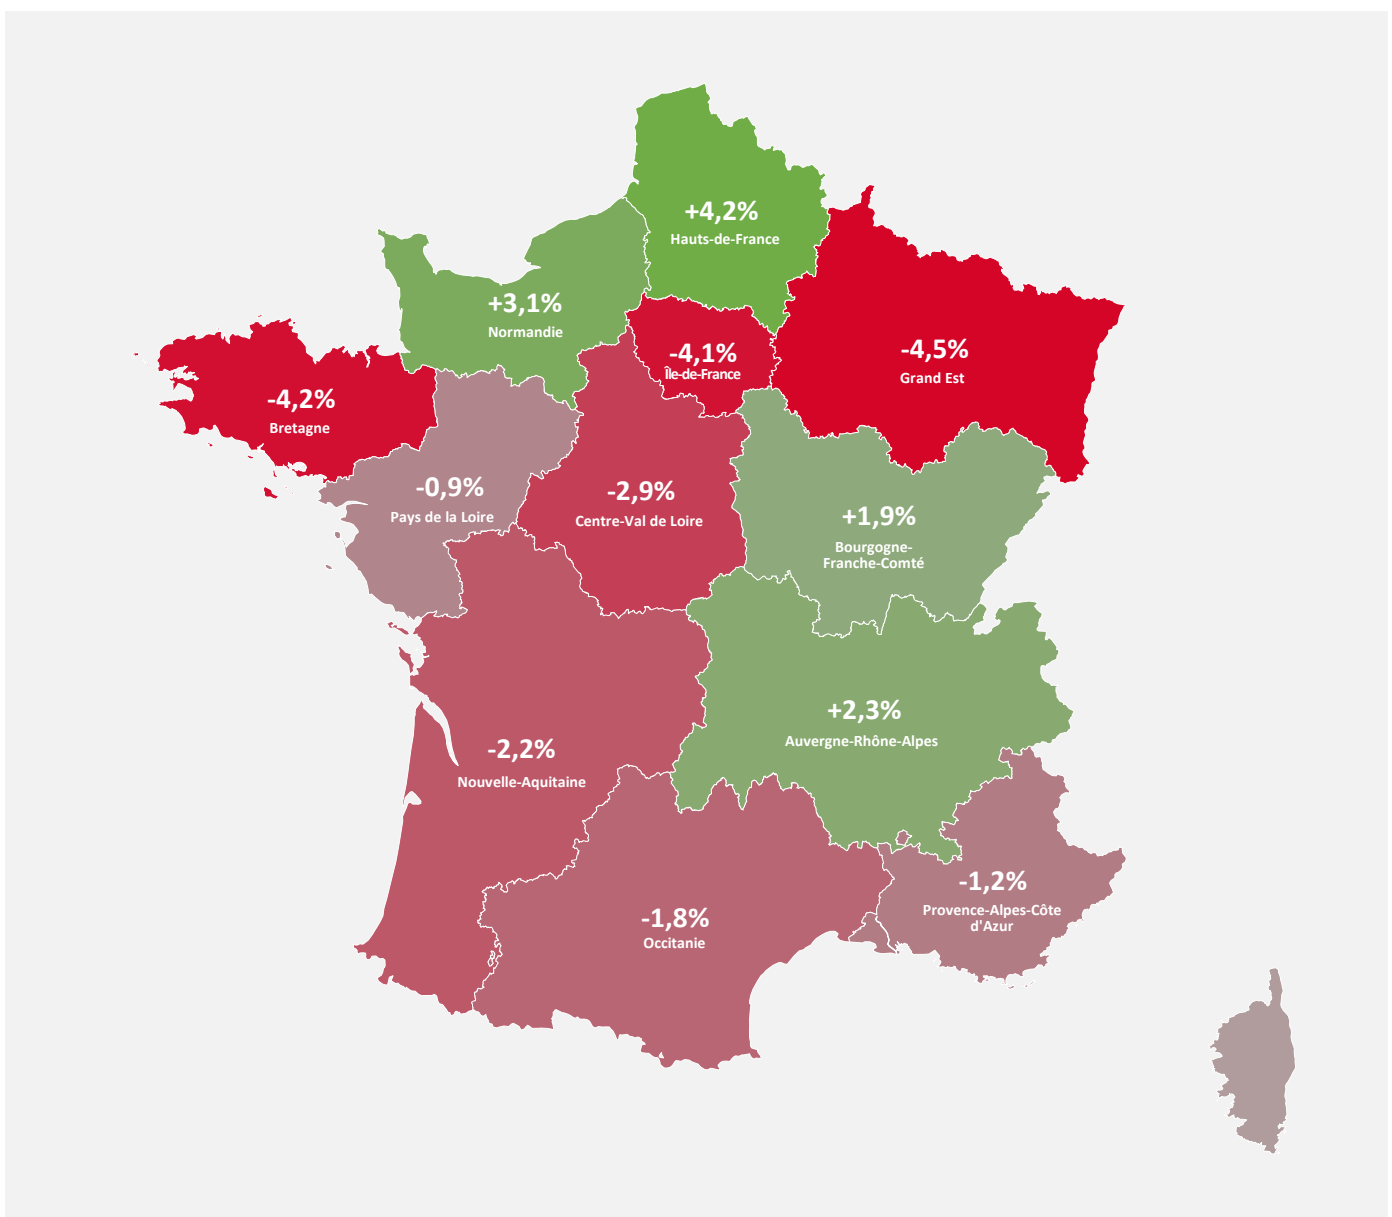 +4,2%
Hauts-de-France
+3,1%
Normandie
-4,1%
Île-de-France
-4,5%
Grand Est
-4,2%
Bretagne
-0,9%
Pays de la Loire
-2,9%
Centre-Val de Loire
+1,9%
Bourgogne-
Franche-Comté
+2,3%
Auvergne-Rhône-Alpes
-2,2%
Nouvelle-Aquitaine
-1,2%
Provence-Alpes-Côte
d'Azur
-1,8%
Occitanie